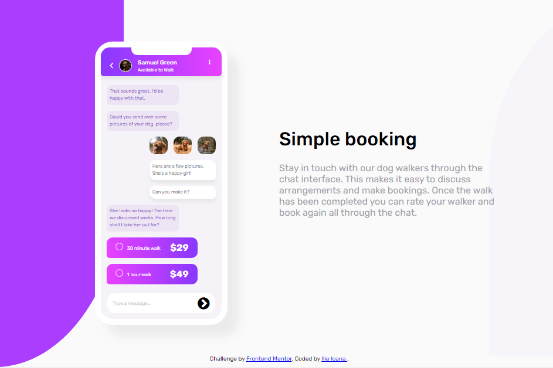 Samuel Green
Available to Walk
That sounds great. I'd be
happy with that.
Could you send over some
pictures of your dog, please?
Here are a few pictures.
She's a happy girl!
Can you make it?
She looks so happy! The time
we discussed works. How long
shall I take her out for?
30 minute walk $29
1 hour walk $49
Type a message...
Simple booking
Stay in touch with our dog walkers through the
chat interface. This makes it easy to discuss
arrangements and make bookings. Once the walk
has been completed you can rate your walker and
book again all through the chat.
Challenge by Frontend Mentor. Coded by Ilie Ioana.